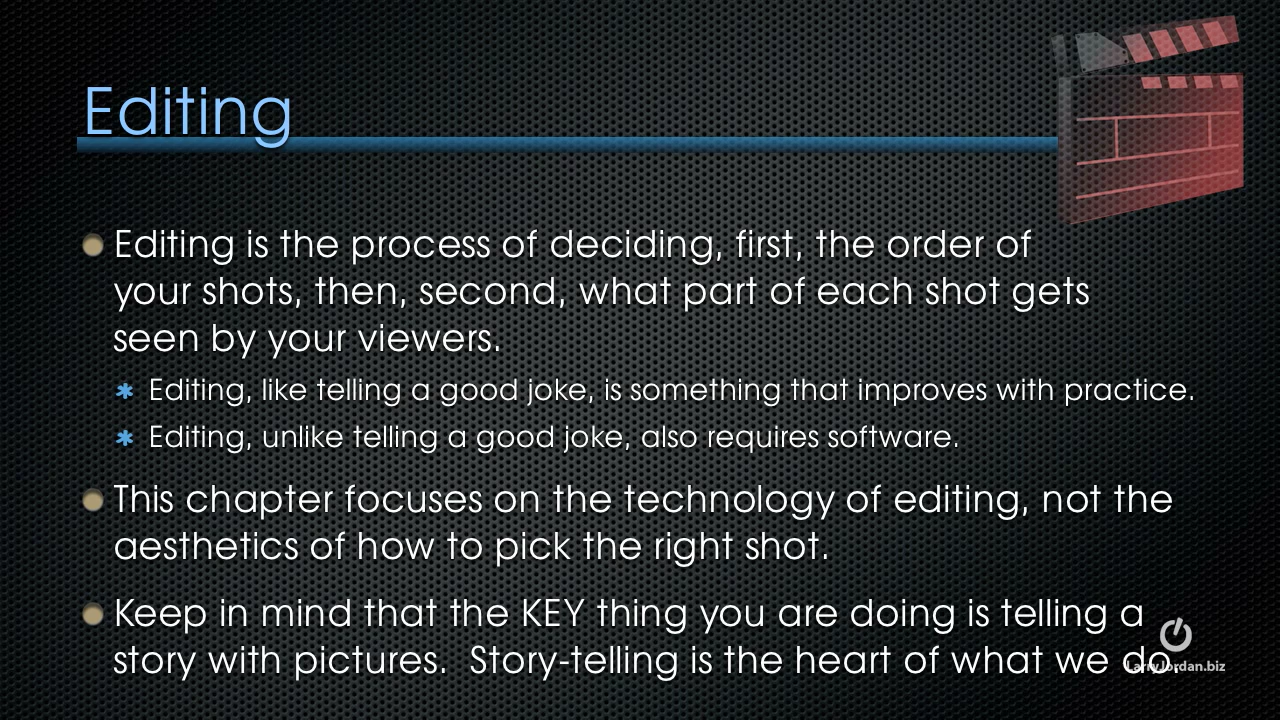 Editing
Editing is the process of deciding, first, the order of
your shots, then, second, what part of each shot gets
seen by your viewers.
Editing, like telling a good joke, is something that improves with practice.
Editing, unlike telling a good joke, also requires software.
This chapter focuses on the technology of editing, not the
aesthetics of how to pick the right shot.
Keep in mind that the KEY thing you are doing is telling a
story with pictures.  Story-telling is the heart of what we do.
LarryJordan.biz